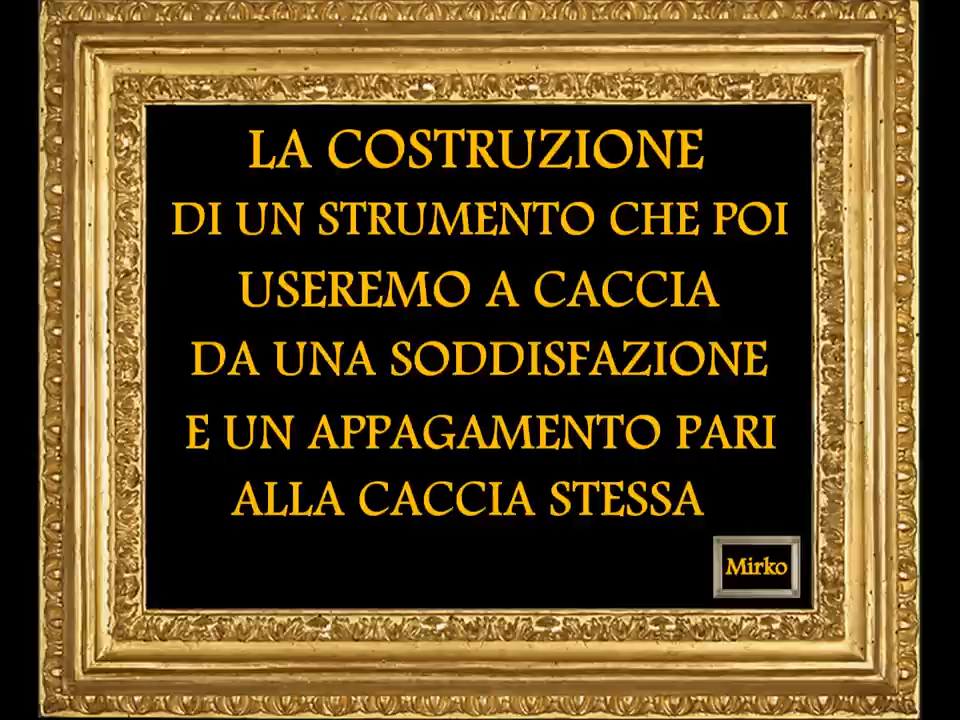 LA COSTRUZIONE
DI UN STRUMENTO CHE POI
USEREMO A CACCIA
DA UNA SODDISFAZIONE
E UN APPAGAMENTO PARI
ALLA CACCIA STESSA
Mirko